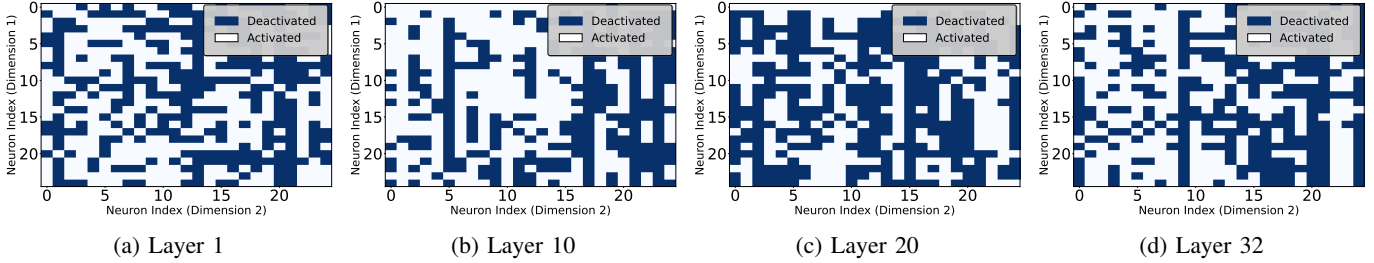 Neuron Index (Dimension 1)
0
5
10
15
20
Deactivated
Activated
0 5 10 15 20
Neuron Index (Dimension 2)
(a) Layer 1
Neuron Index (Dimension 1)
0
5
10
15
20
Deactivated
Activated
0 5 10 15 20
Neuron Index (Dimension 2)
(b) Layer 10
Neuron Index (Dimension 1)
0
5
10
15
20
Deactivated
Activated
0 5 10 15 20
Neuron Index (Dimension 2)
(c) Layer 20
Neuron Index (Dimension 1)
0
5
10
15
20
Deactivated
Activated
0 5 10 15 20
Neuron Index (Dimension 2)
(d) Layer 32